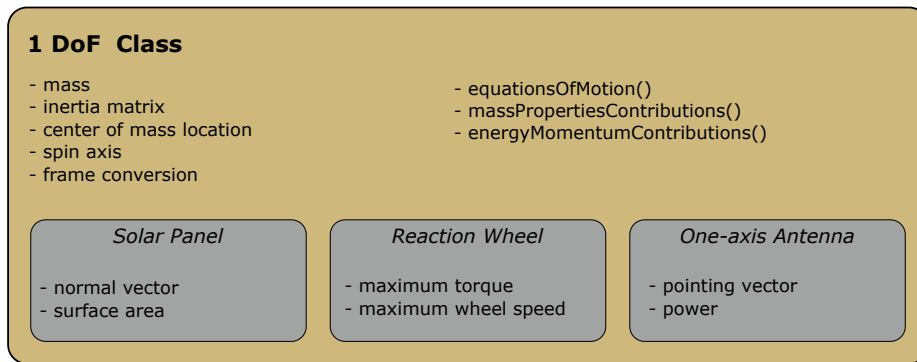 1 DoF  Class
- mass
- inertia matrix
- center of mass location
- spin axis
- frame conversion
- equationsOfMotion()
- massPropertiesContributions()
- energyMomentumContributions()
Solar Panel
- normal vector
- surface area
Reaction Wheel
- maximum torque
- maximum wheel speed
One-axis Antenna
- pointing vector
- power